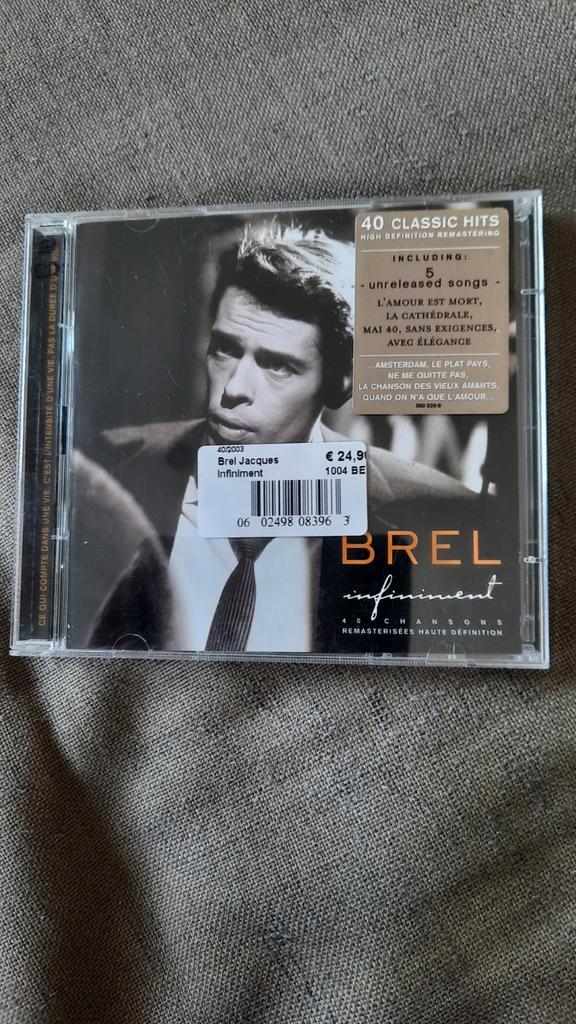 CE QUI COMPTE DANS UNE VIE, C'EST L'INTENSITÉ D'UNE VIE, PAS LA DURÉE D'UNE VIE
40 CLASSIC HITS
HIGH DEFINITION REMASTERING
INCLUDING:
5
- unreleased songs -
L'AMOUR EST MORT,
LA CATHÉDRALE,
MAI 40, SANS EXIGENCES,
AVEC ÉLÉGANCE
...AMSTERDAM, LE PLAT PAYS,
NE ME QUITTE PAS,
LA CHANSON DES VIEUX AMANTS,
QUAND ON N'A QUE L'AMOUR...
40/2003
Brel Jacques € 24,9
Infiniment 1004 BE
06 02498 08396 3
BREL
infiniment
40 CHANSONS
REMASTERISÉES HAUTE DÉFINITION